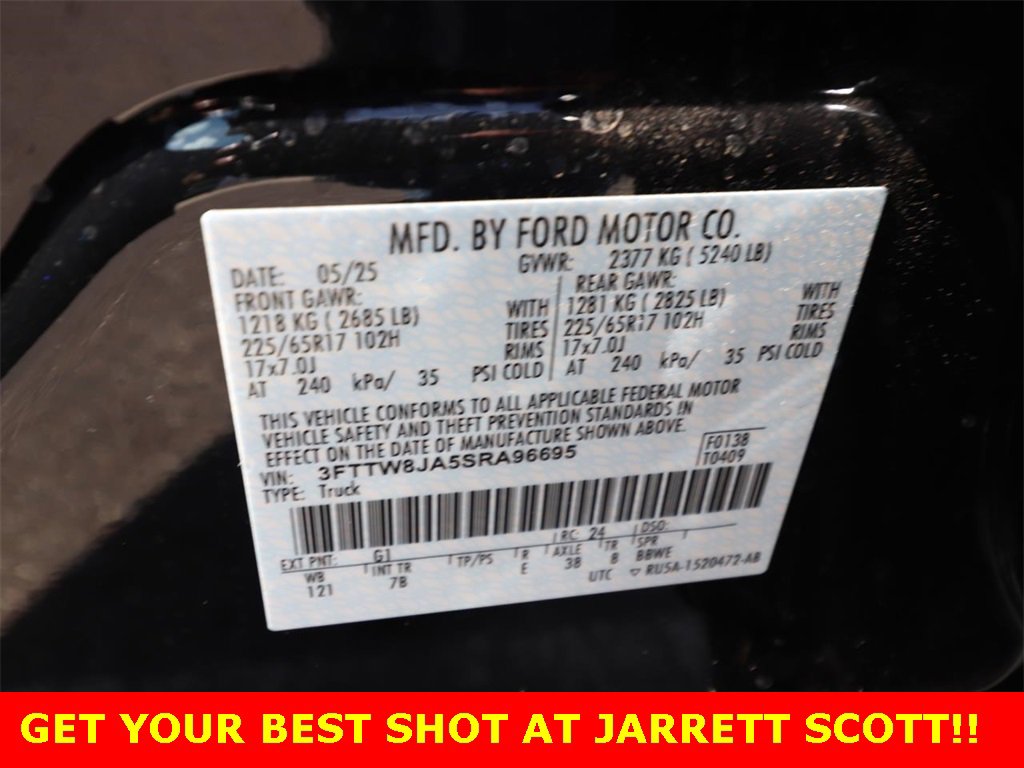 MFD. BY FORD MOTOR CO.
DATE: 05/25 GVWR: 2377 KG ( 5240 LB)
FRONT GAWR: REAR GAWR:
1218 KG ( 2685 LB) WITH 1281 KG ( 2825 LB) WITH
225/65R17 102H TIRES 225/65R17 102H TIRES
17x7.0J RIMS 17x7.0J RIMS
AT 240 kPa/ 35 PSI COLD AT 240 kPa/ 35 PSI COLD
THIS VEHICLE CONFORMS TO ALL APPLICABLE FEDERAL MOTOR
VEHICLE SAFETY AND THEFT PREVENTION STANDARDS IN
EFFECT ON THE DATE OF MANUFACTURE SHOWN ABOVE.
F0138
VIN: 3FTTW8JA5SRA96695 T0409
TYPE: Truck
EXT PNT: G1 RC: 24 DSO:
WB INT TR TP/PS R AXLE TR SPR
121 7B E 3B 8 BBWE
UTC ▽ RU5A-1520472-AB
GET YOUR BEST SHOT AT JARRETT SCOTT!!